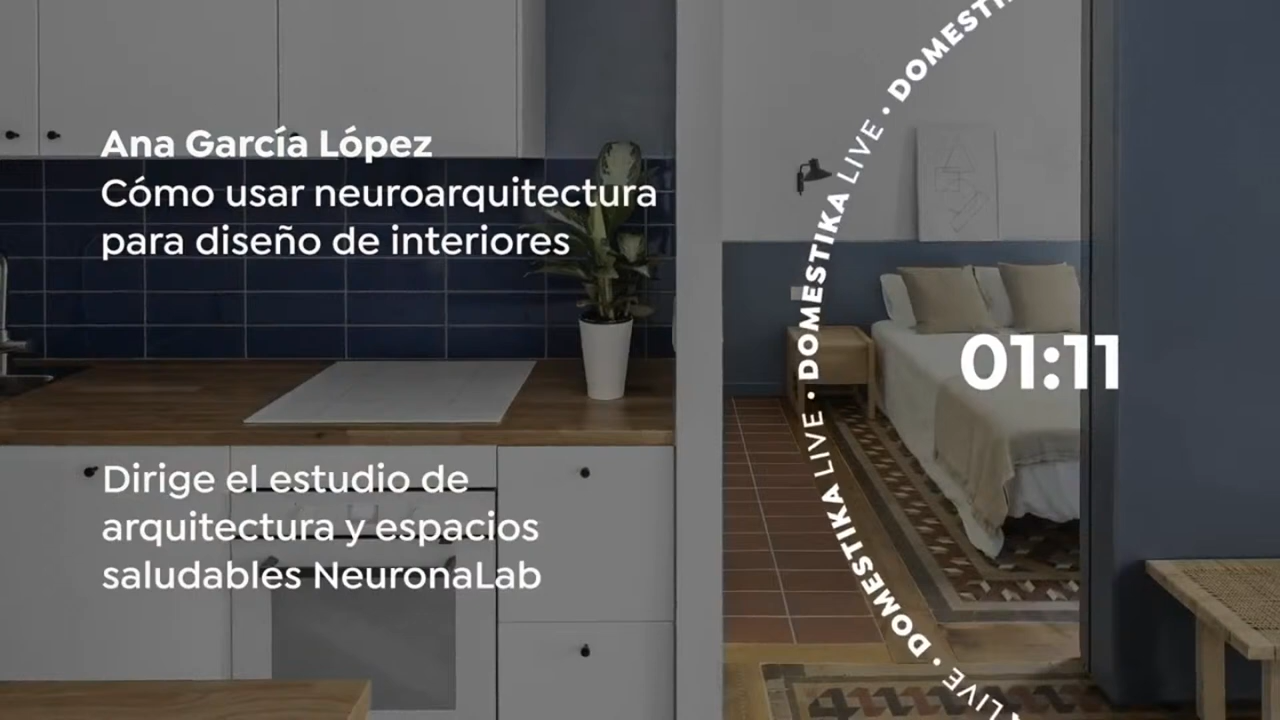 Ana García López
Cómo usar neuroarquitectura
para diseño de interiores
Dirige el estudio de
arquitectura y espacios
saludables NeuronaLab
LIVE • DOMESTIKA LIVE • DOMESTIKA LIVE • DOMESTIK
01:11